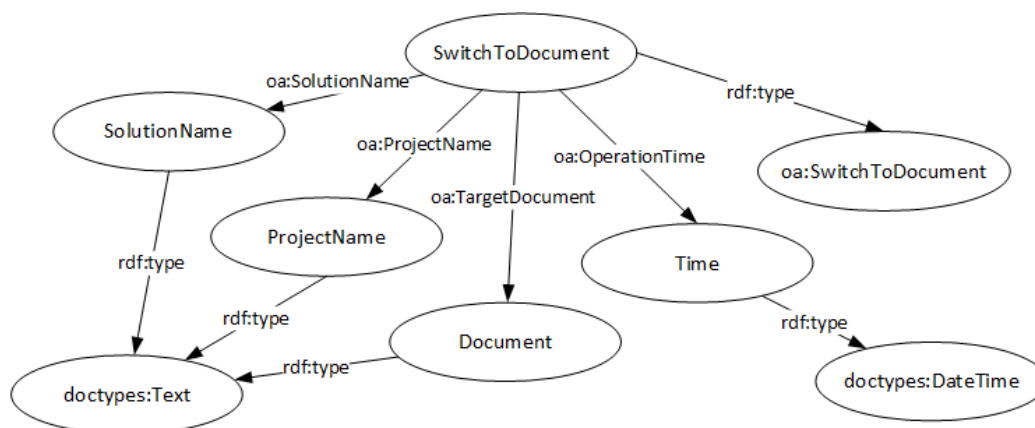 SwitchToDocument
oa:SolutionName
rdf:type
SolutionName
oa:ProjectName
oa:OperationTime
oa:SwitchToDocument
oa:TargetDocument
ProjectName
Time
rdf:type
rdf:type
rdf:type
Document
rdf:type
doctypes:Text
doctypes:DateTime